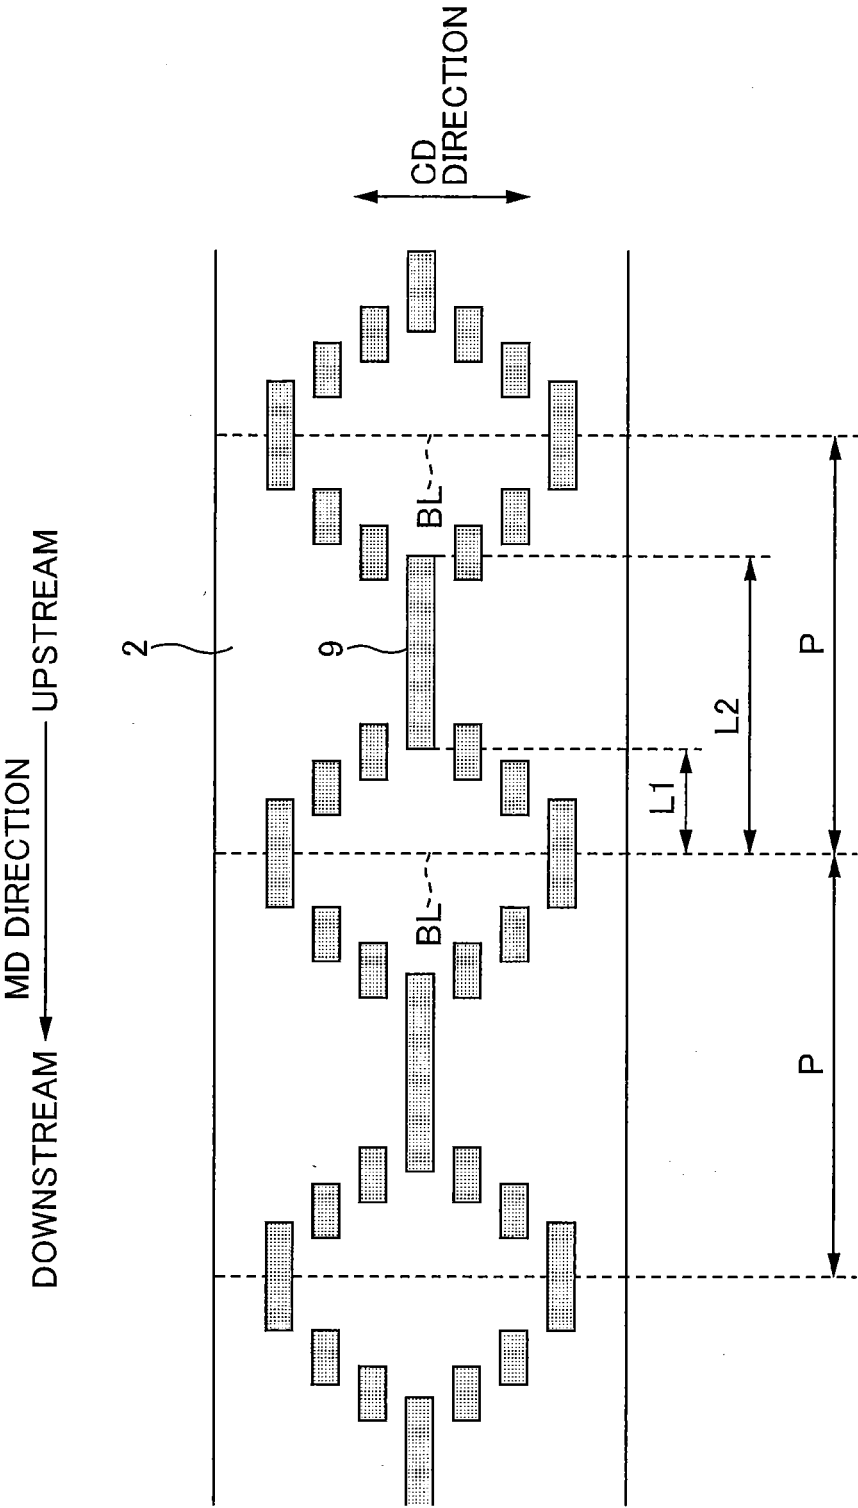 MD DIRECTION
DOWNSTREAM
UPSTREAM
CD
DIRECTION
2
9
BL
BL
L1
L2
P
P